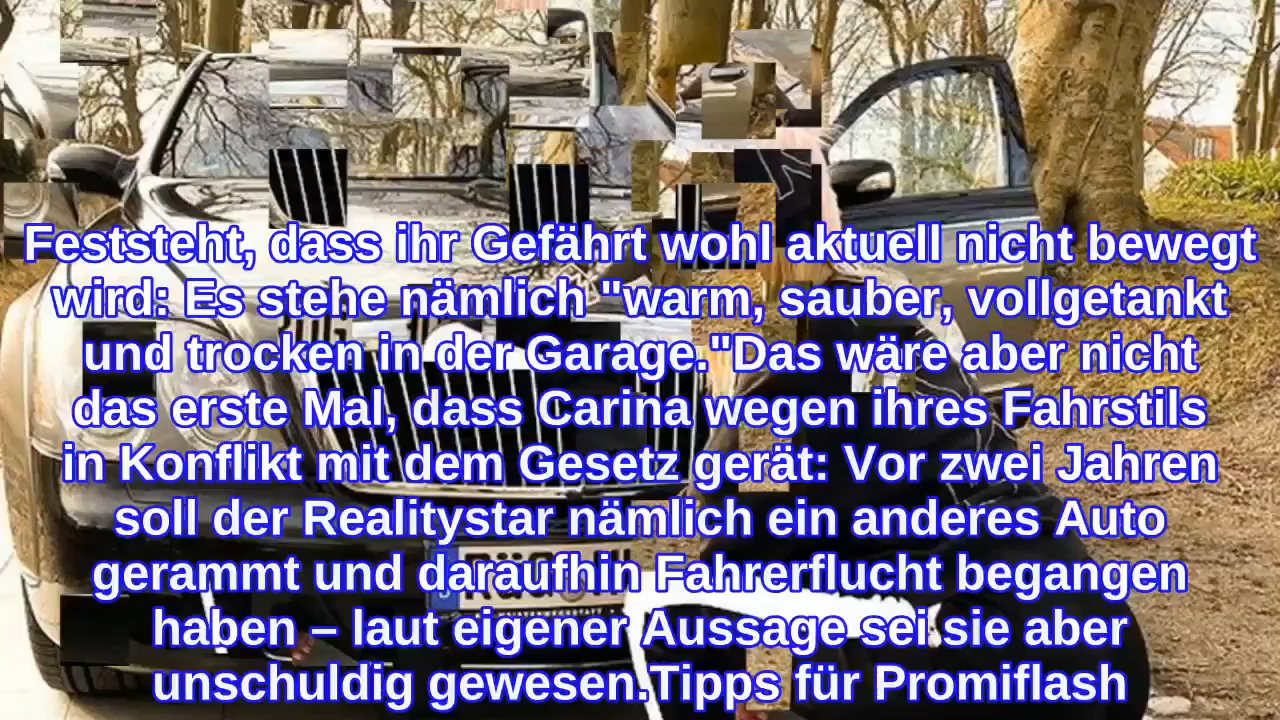 Feststeht, dass ihr Gefährt wohl aktuell nicht bewegt
wird: Es stehe nämlich "warm, sauber, vollgetankt
und trocken in der Garage."Das wäre aber nicht
das erste Mal, dass Carina wegen ihres Fahrstils
in Konflikt mit dem Gesetz gerät: Vor zwei Jahren
soll der Realitystar nämlich ein anderes Auto
gerammt und daraufhin Fahrerflucht begangen
haben – laut eigener Aussage sei sie aber
unschuldig gewesen.Tipps für Promiflash